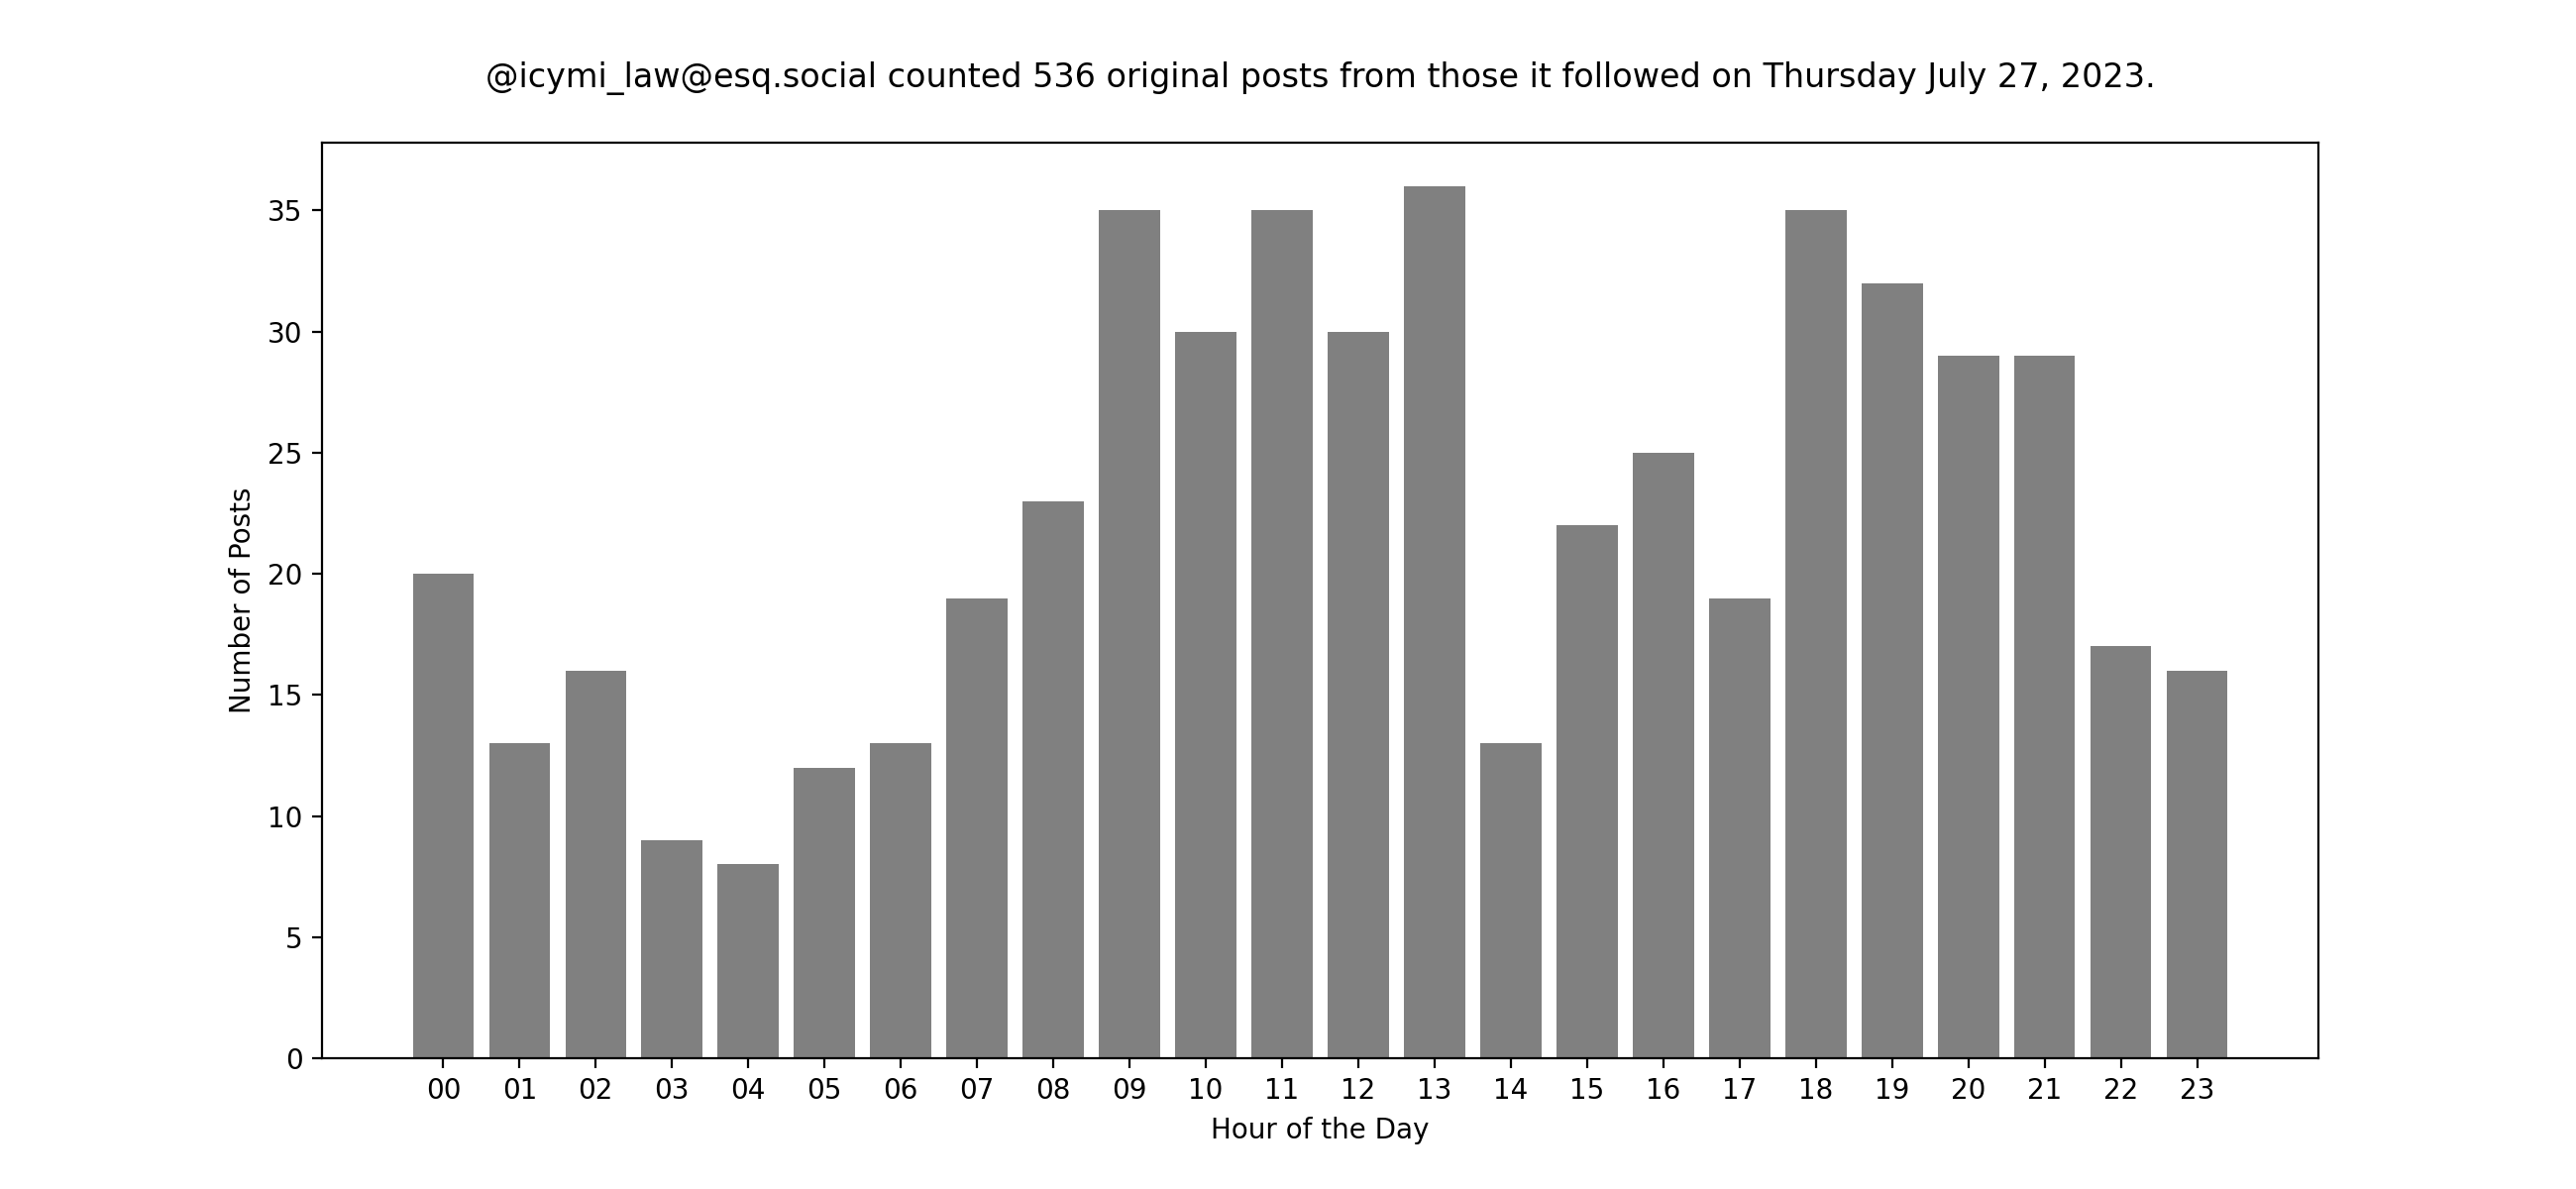 @icymi_law@esq.social counted 536 original posts from those it followed on Thursday July 27, 2023.
35
30
25
20
15
10
5
0
Number of Posts
00 01 02 03 04 05 06 07 08 09 10 11 12 13 14 15 16 17 18 19 20 21 22 23
Hour of the Day